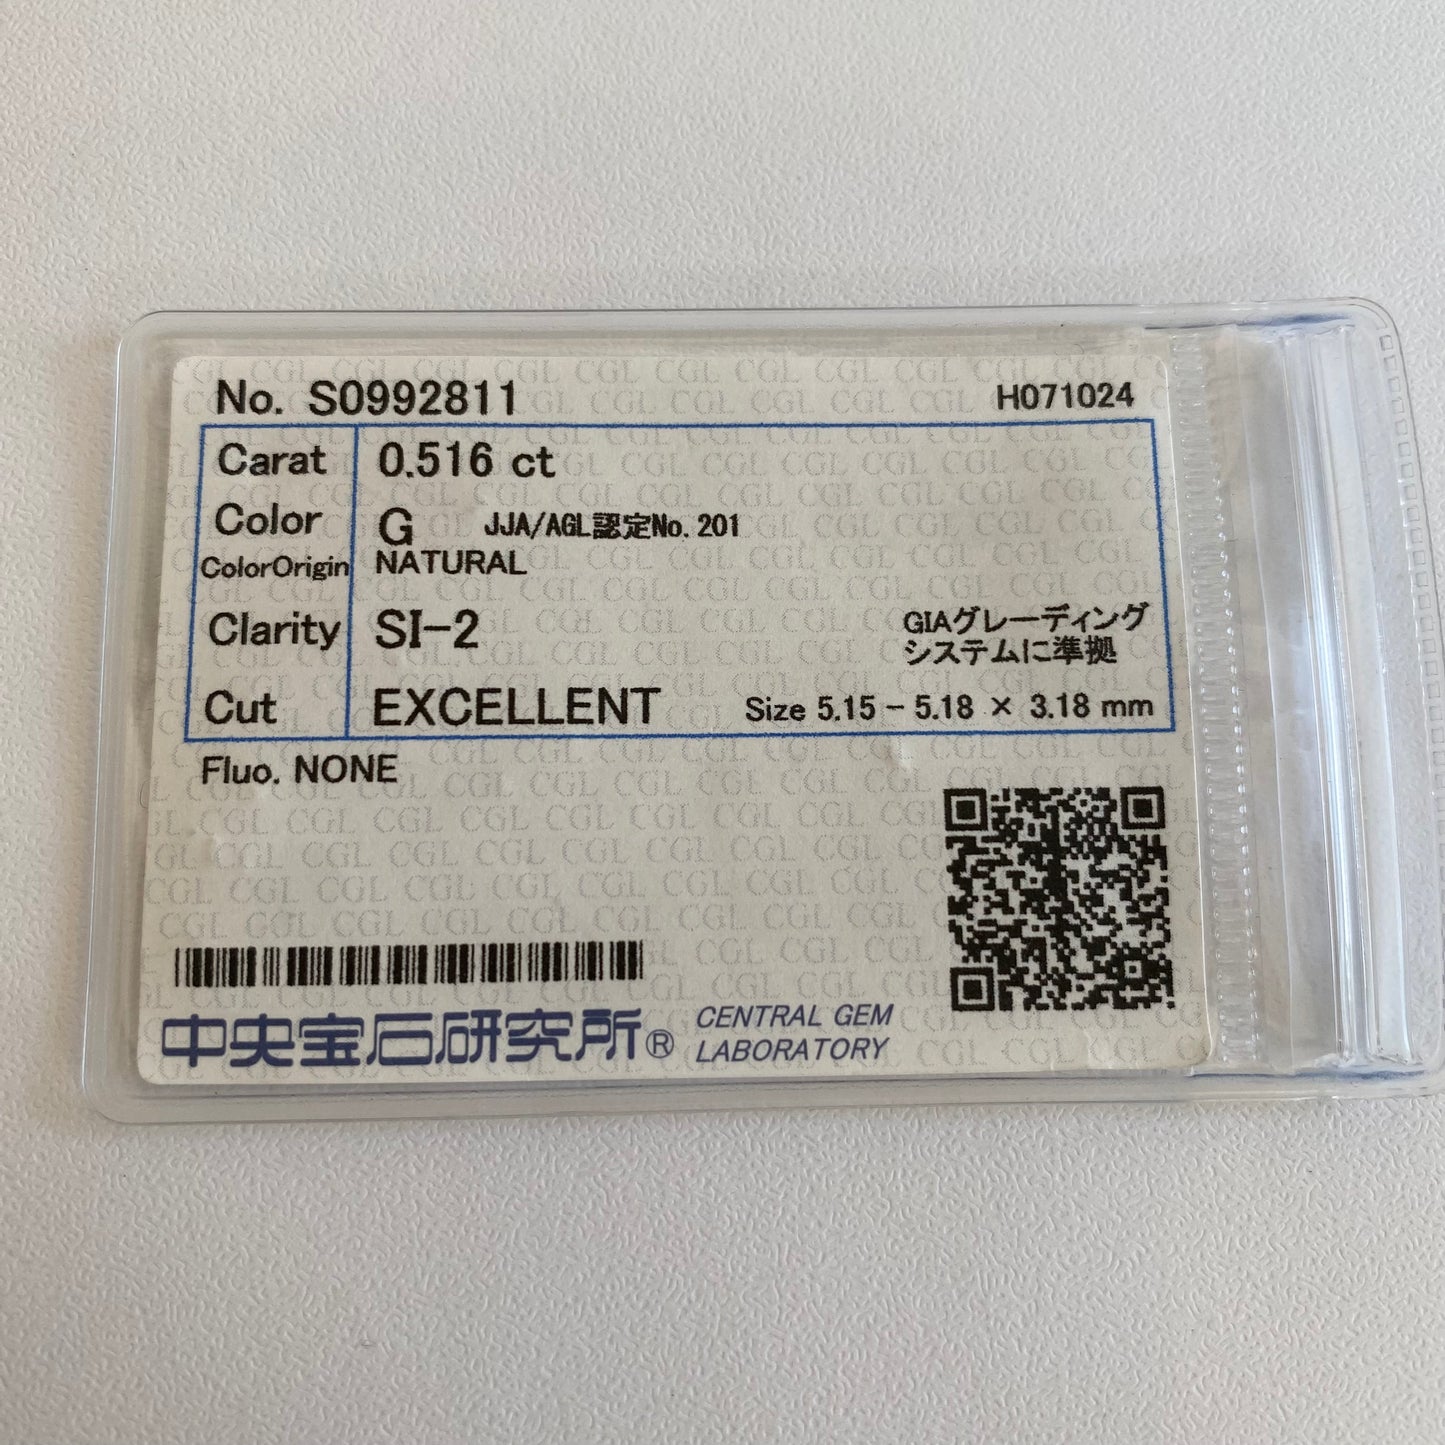 No. S0992811 H071024
Carat 0.516 ct
Color G JJA/AGL認定No.201
ColorOrigin NATURAL
Clarity SI-2 GIAグレーディング
システムに準拠
Cut EXCELLENT Size 5.15 - 5.18 × 3.18 mm
Fluo. NONE
中央宝石研究所® CENTRAL GEM
LABORATORY